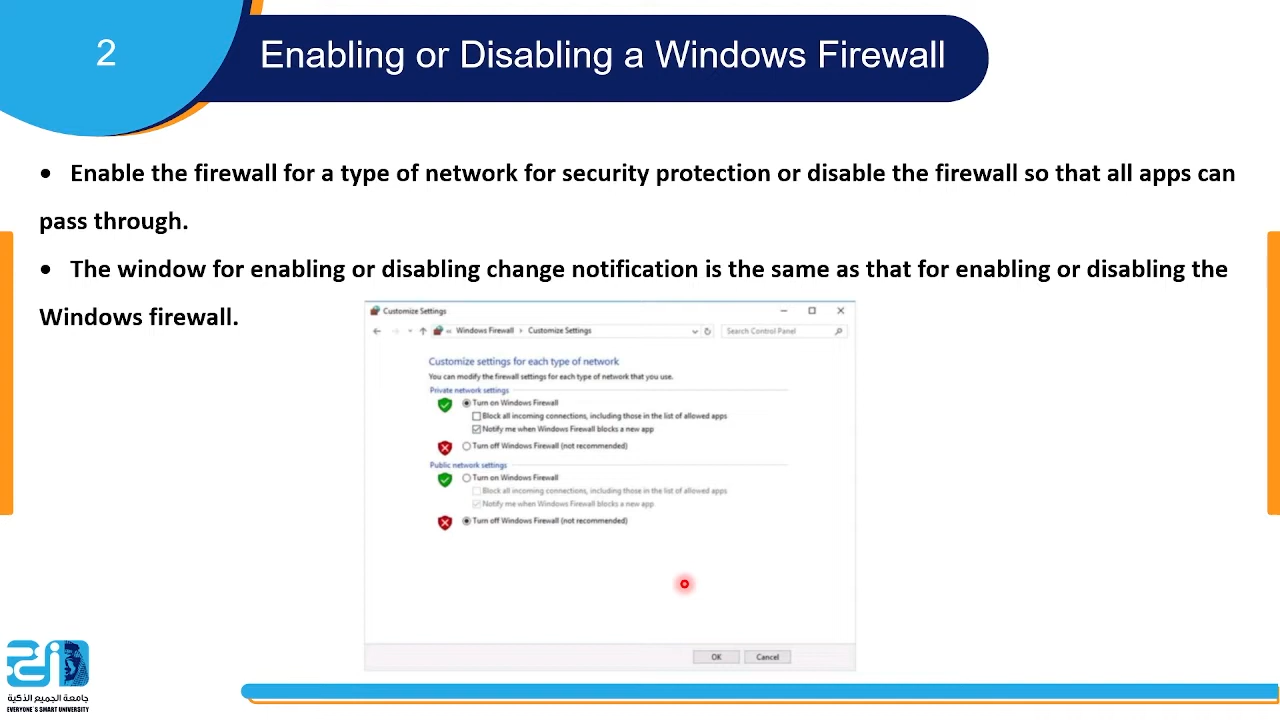 2
Enabling or Disabling a Windows Firewall
• Enable the firewall for a type of network for security protection or disable the firewall so that all apps can
pass through.
• The window for enabling or disabling change notification is the same as that for enabling or disabling the
Windows firewall.
Customize Settings
« Windows Firewall › Customize Settings
Search Control Panel
Customize settings for each type of network
You can modify the firewall settings for each type of network that you use.
Private network settings
Turn on Windows Firewall
Block all incoming connections, including those in the list of allowed apps
Notify me when Windows Firewall blocks a new app
Turn off Windows Firewall (not recommended)
Public network settings
Turn on Windows Firewall
Block all incoming connections, including those in the list of allowed apps
Notify me when Windows Firewall blocks a new app
Turn off Windows Firewall (not recommended)
OK Cancel
جامعة الجميع الذكية
EVERYONE'S SMART UNIVERSITY